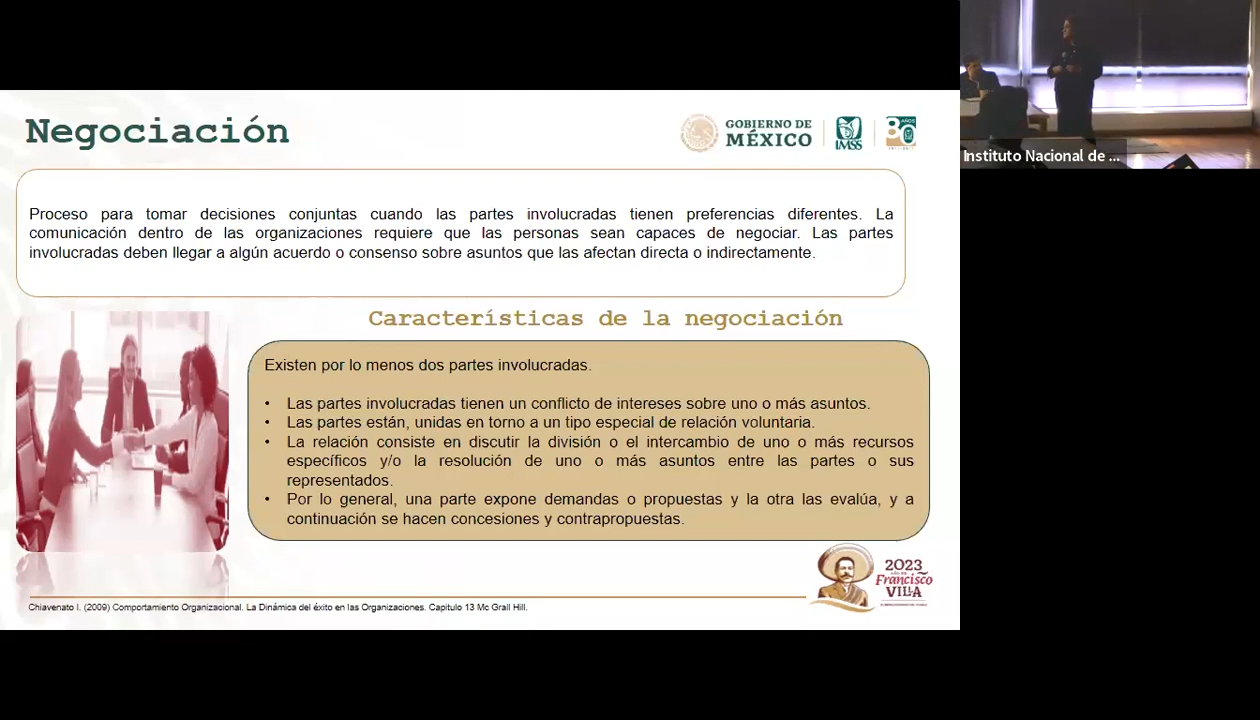 Negociación
GOBIERNO DE
MÉXICO
IMSS
80
AÑOS
Instituto Nacional de ...
Proceso para tomar decisiones conjuntas cuando las partes involucradas tienen preferencias diferentes. La
comunicación dentro de las organizaciones requiere que las personas sean capaces de negociar. Las partes
involucradas deben llegar a algún acuerdo o consenso sobre asuntos que las afectan directa o indirectamente.
Características de la negociación
Existen por lo menos dos partes involucradas.
• Las partes involucradas tienen un conflicto de intereses sobre uno o más asuntos.
• Las partes están, unidas en torno a un tipo especial de relación voluntaria.
• La relación consiste en discutir la división o el intercambio de uno o más recursos
específicos y/o la resolución de uno o más asuntos entre las partes o sus
representados.
• Por lo general, una parte expone demandas o propuestas y la otra las evalúa, y a
continuación se hacen concesiones y contrapropuestas.
2023
Francisco
VILLA
Chiavenato I. (2009) Comportamiento Organizacional. La Dinámica del éxito en las Organizaciones. Capitulo 13 Mc Grall Hill.